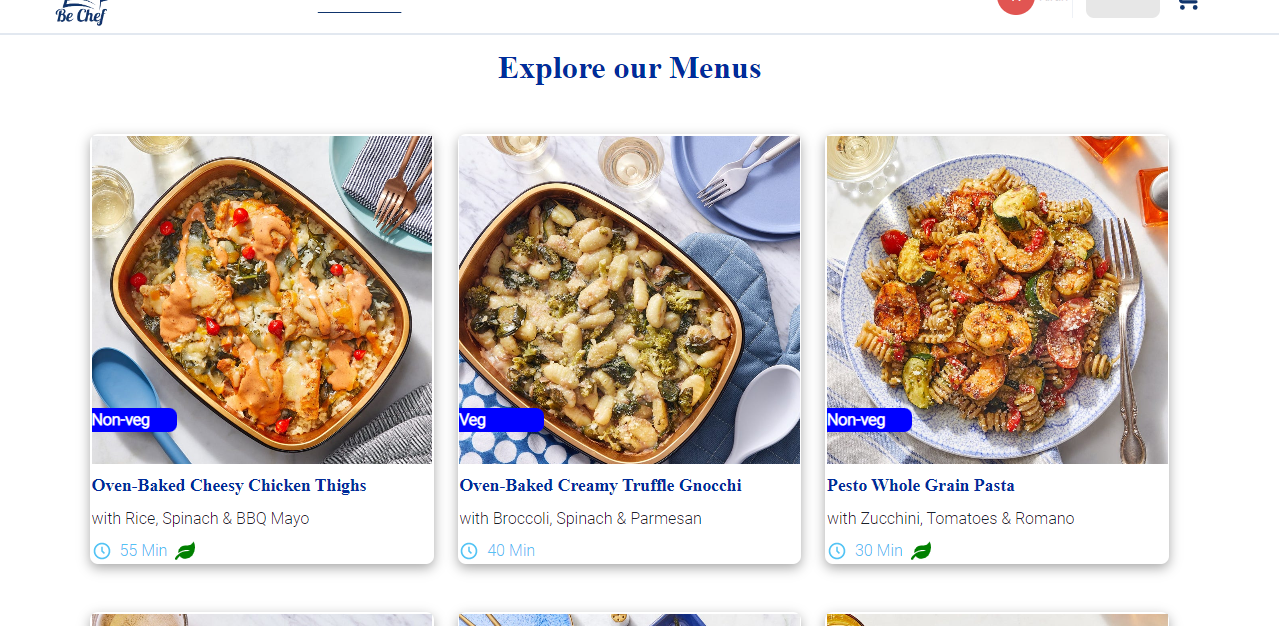 Be Chef
Explore our Menus
Non-veg
Veg
Non-veg
Oven-Baked Cheesy Chicken Thighs
Oven-Baked Creamy Truffle Gnocchi
Pesto Whole Grain Pasta
with Rice, Spinach & BBQ Mayo
with Broccoli, Spinach & Parmesan
with Zucchini, Tomatoes & Romano
55 Min
40 Min
30 Min